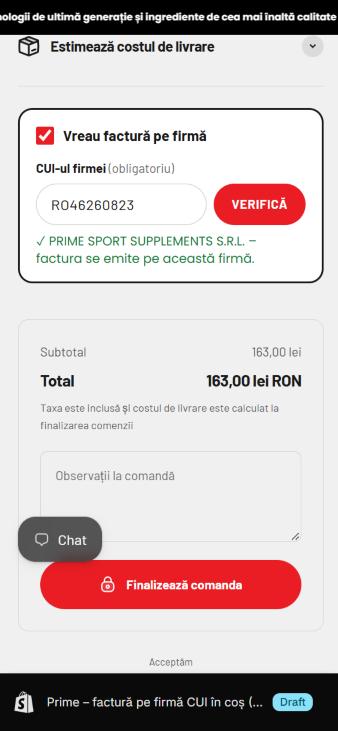 nologii de ultimă generație și ingrediente de cea mai înaltă calitate
Estimează costul de livrare
Vreau factură pe firmă
CUI-ul firmei (obligatoriu)
RO46260823
VERIFICĂ
✓ PRIME SPORT SUPPLEMENTS S.R.L. –
factura se emite pe această firmă.
Subtotal 163,00 lei
Total 163,00 lei RON
Taxa este inclusă și costul de livrare este calculat la
finalizarea comenzii
Observații la comandă
Chat
Finalizează comanda
Acceptăm
Prime – factură pe firmă CUI în coș (... Draft